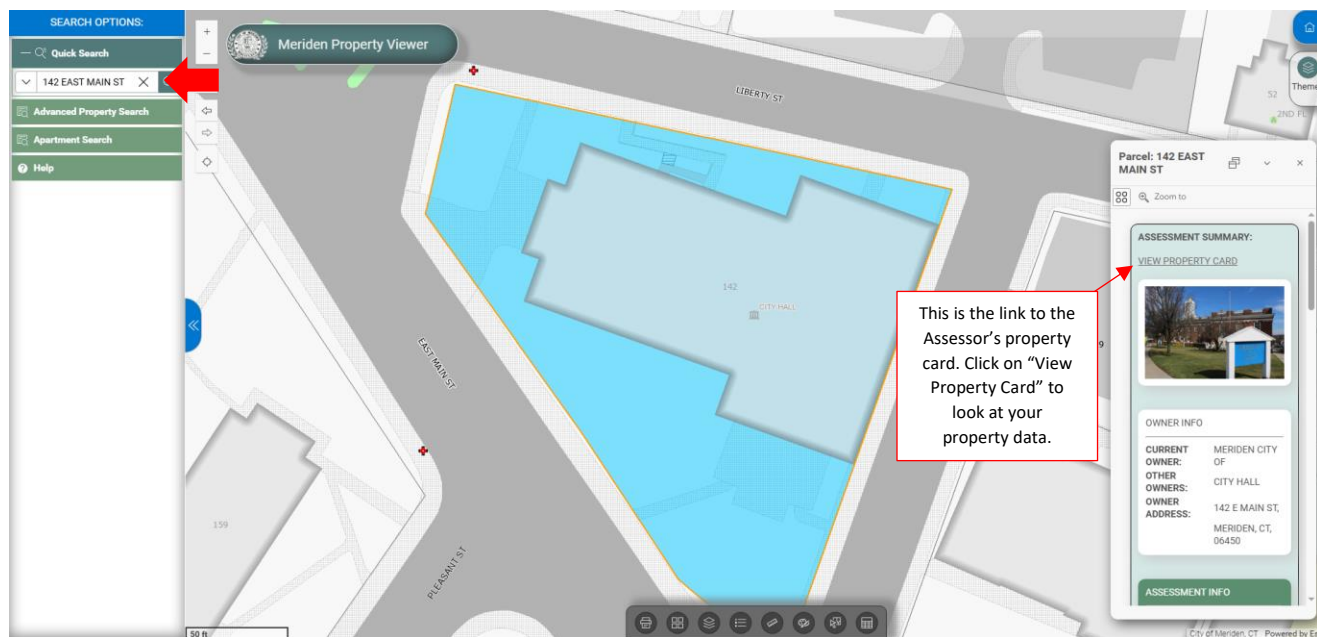 SEARCH OPTIONS:
Quick Search
142 EAST MAIN ST
Advanced Property Search
Apartment Search
Help
Meriden Property Viewer
LIBERTY ST
EAST MAIN ST
PLEASANT ST
142
CITY HALL
159
52
2ND FL
9
50 ft
This is the link to the
Assessor's property
card. Click on “View
Property Card” to
look at your
property data.
Parcel: 142 EAST
MAIN ST
Zoom to
ASSESSMENT SUMMARY:
VIEW PROPERTY CARD
OWNER INFO
CURRENT OWNER: MERIDEN CITY OF
OTHER OWNERS: CITY HALL
OWNER ADDRESS: 142 E MAIN ST,
MERIDEN, CT,
06450
ASSESSMENT INFO
City of Meriden, CT Powered by